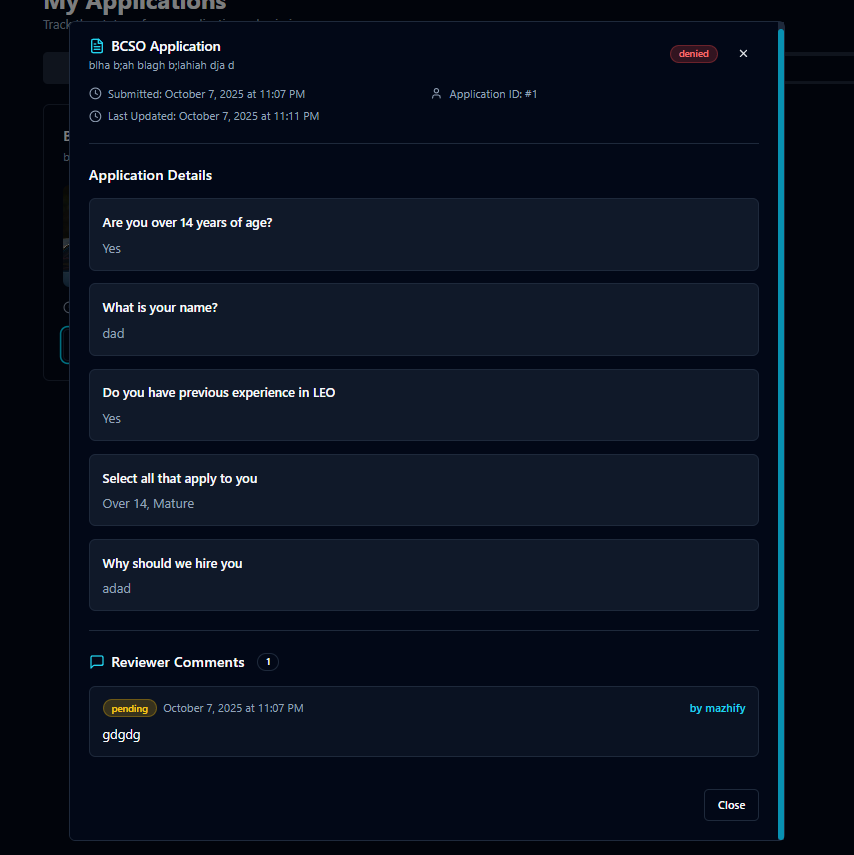 My Applications
Track the
BCSO Application
denied
blha b;ah blagh b;lahiah dja d
Submitted: October 7, 2025 at 11:07 PM
Application ID: #1
Last Updated: October 7, 2025 at 11:11 PM
Application Details
Are you over 14 years of age?
Yes
What is your name?
dad
Do you have previous experience in LEO
Yes
Select all that apply to you
Over 14, Mature
Why should we hire you
adad
Reviewer Comments 1
pending October 7, 2025 at 11:07 PM
by mazhify
gdgdg
Close